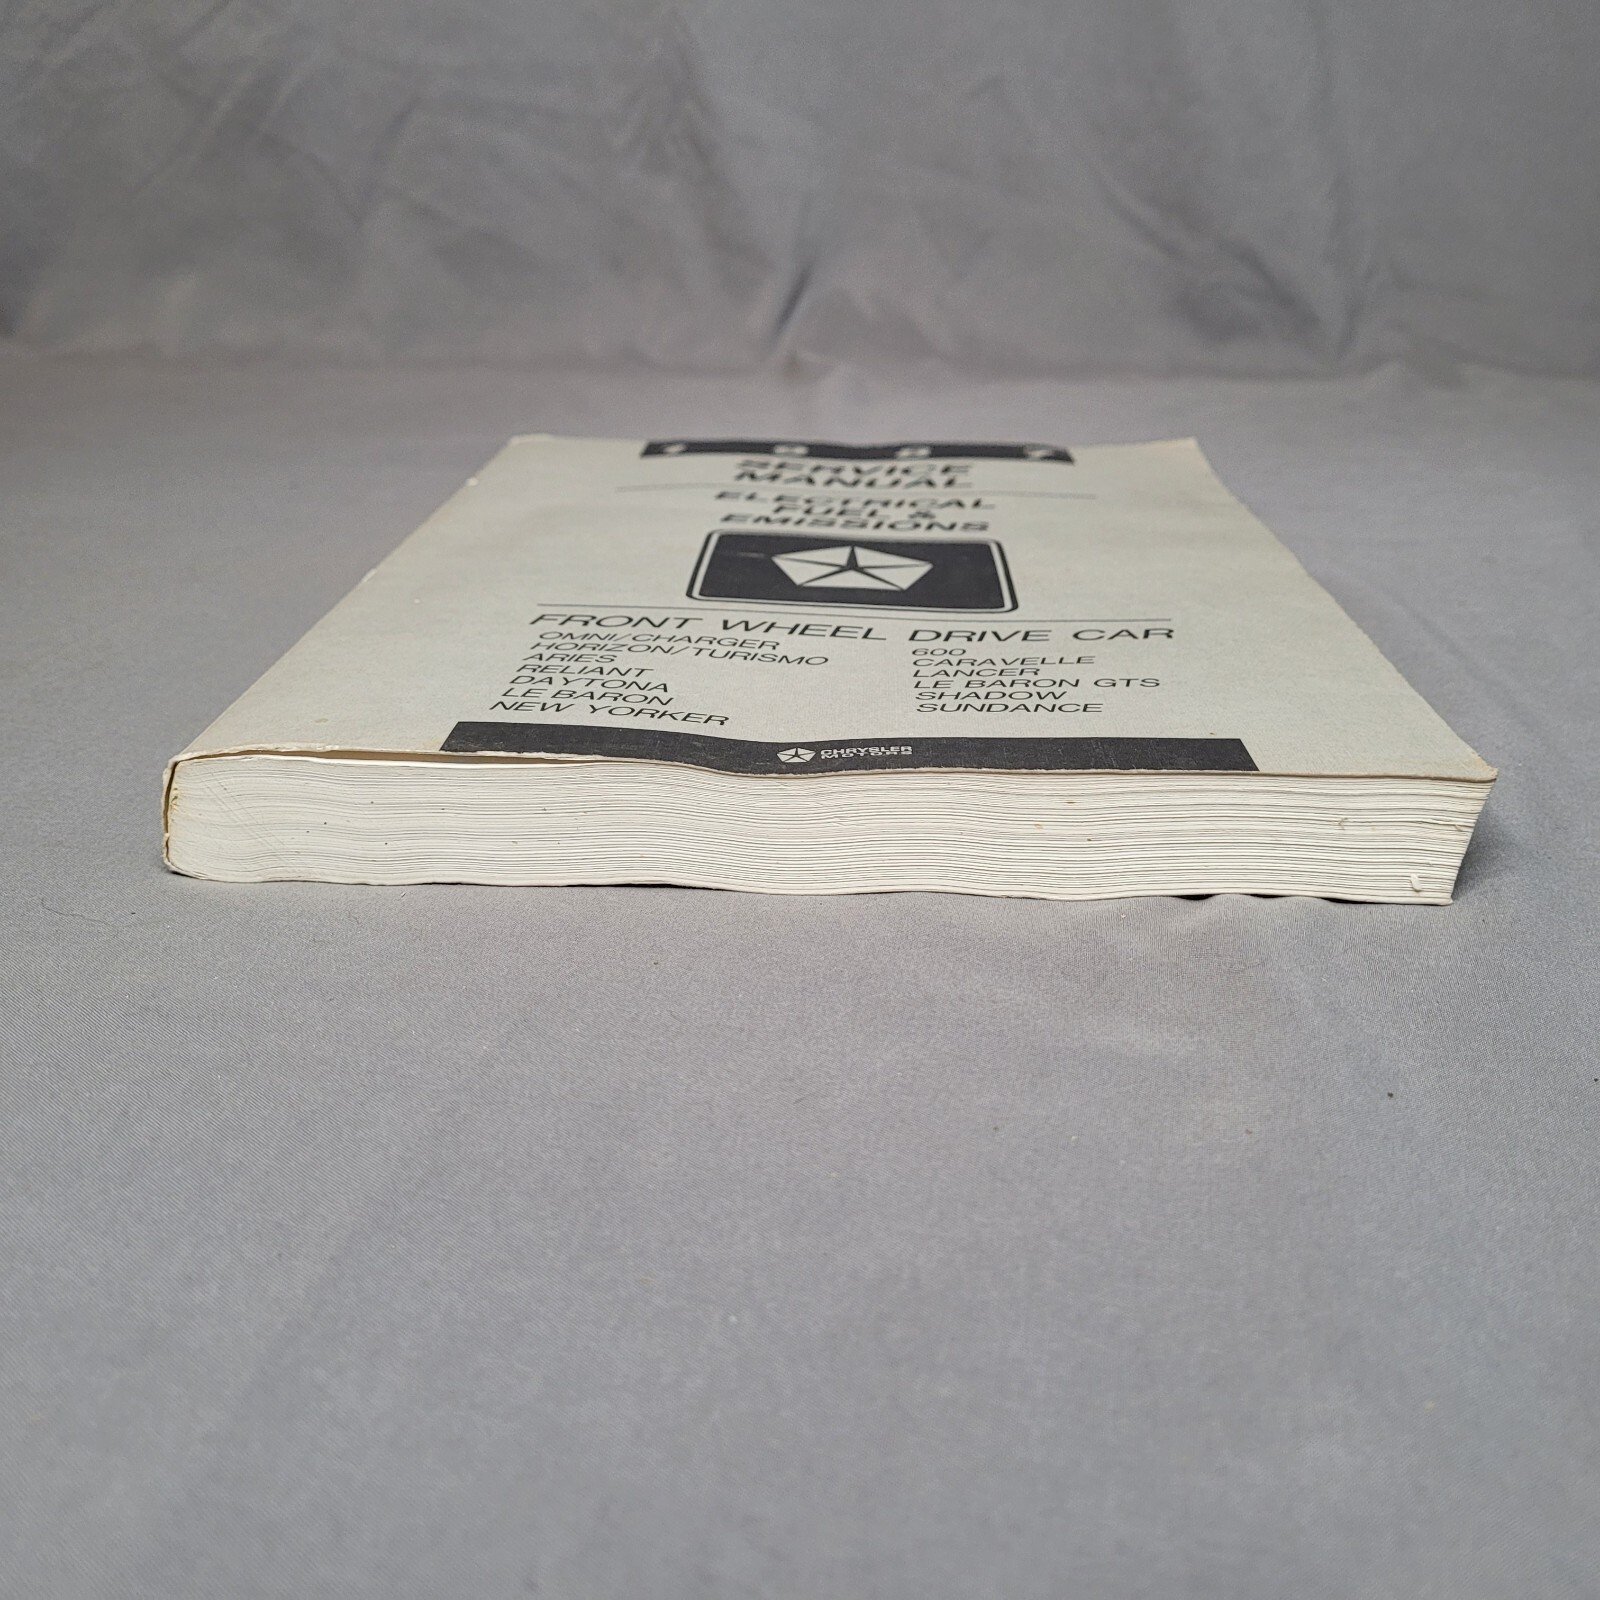 1987
SERVICE
MANUAL
ELECTRICAL
FUEL &
EMISSIONS
FRONT WHEEL DRIVE CAR
OMNI/CHARGER
HORIZON/TURISMO
ARIES
RELIANT
DAYTONA
LE BARON
NEW YORKER
600
CARAVELLE
LANCER
LE BARON GTS
SHADOW
SUNDANCE
CHRYSLER
MOTORS